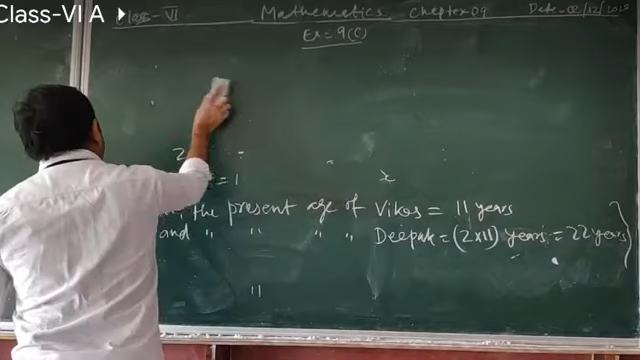 Class-VI A
Class - VI Mathematics Chapter 09 Date - 02/12/2020
Ex = 9(C)
2
= 1 x
the present age of Vikas = 11 years
and " " " " Deepak = (2×11) years = 22 years
11